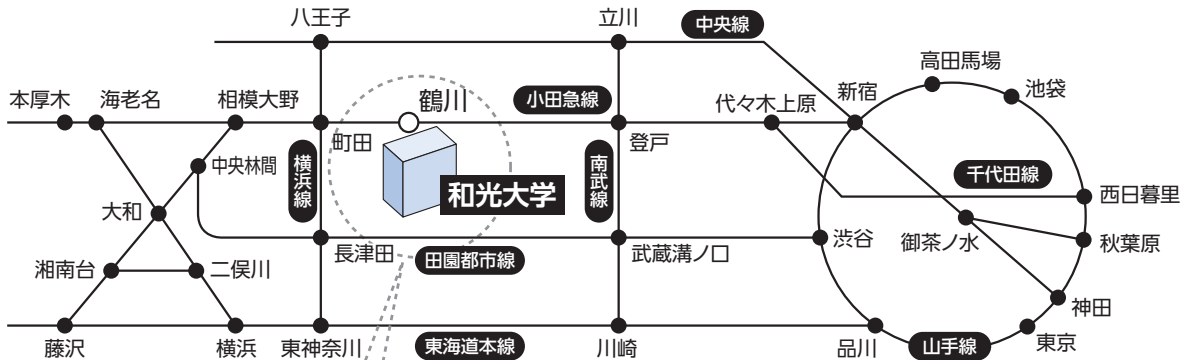 八王子
立川
中央線
高田馬場
池袋
本厚木
海老名
相模大野
鶴川
小田急線
代々木上原
新宿
町田
登戸
中央林間
横浜線
南武線
千代田線
和光大学
西日暮里
大和
御茶ノ水
秋葉原
湘南台
二俣川
長津田
田園都市線
武蔵溝ノ口
渋谷
神田
藤沢
横浜
東神奈川
東海道本線
川崎
品川
山手線
東京